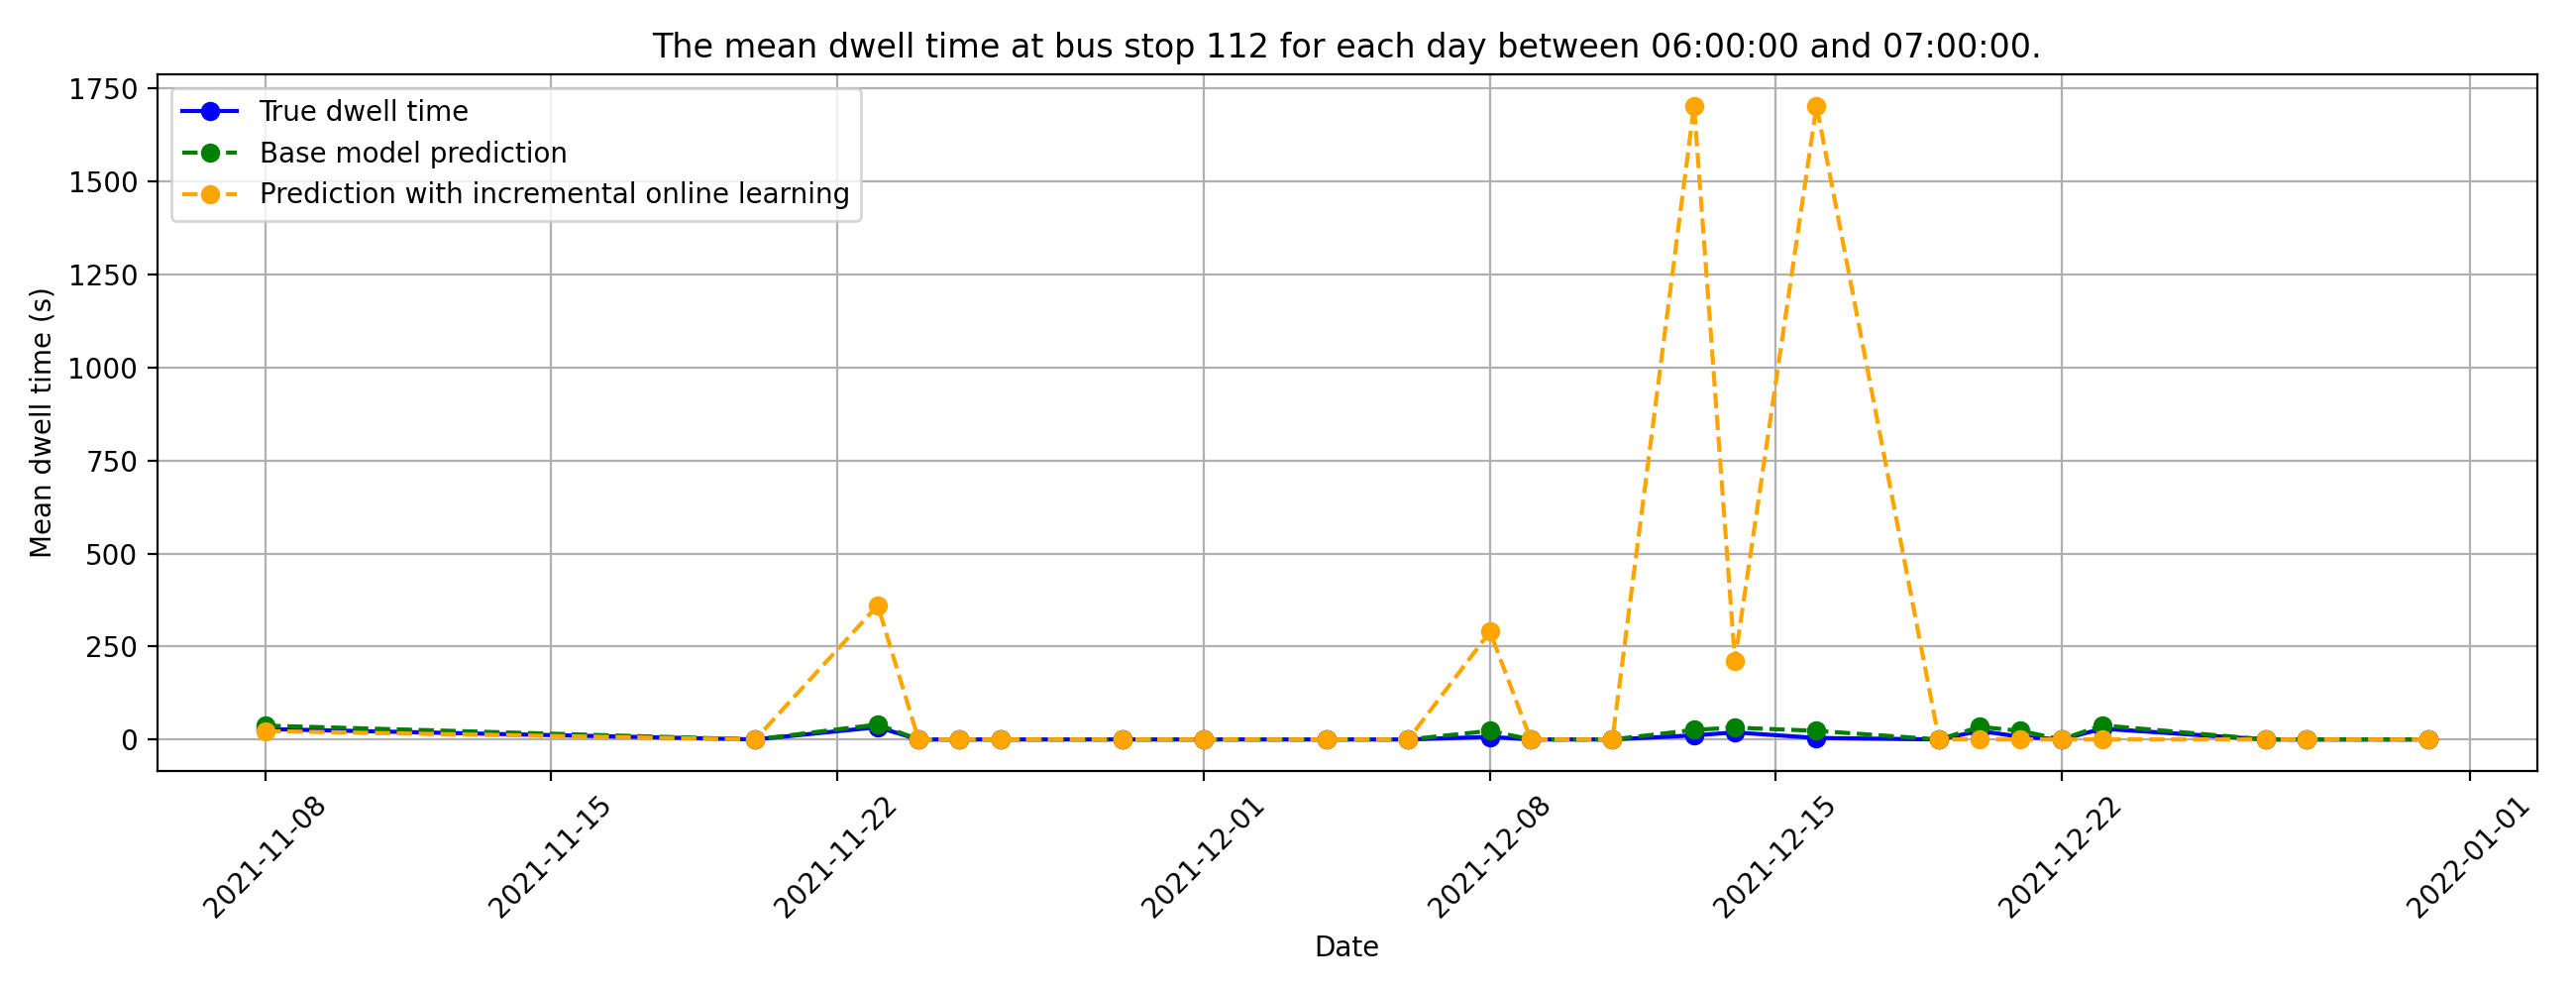 The mean dwell time at bus stop 112 for each day between 06:00:00 and 07:00:00.
True dwell time
Base model prediction
Prediction with incremental online learning
Mean dwell time (s)
1750
1500
1250
1000
750
500
250
0
2021-11-08
2021-11-15
2021-11-22
2021-12-01
2021-12-08
2021-12-15
2021-12-22
2022-01-01
Date